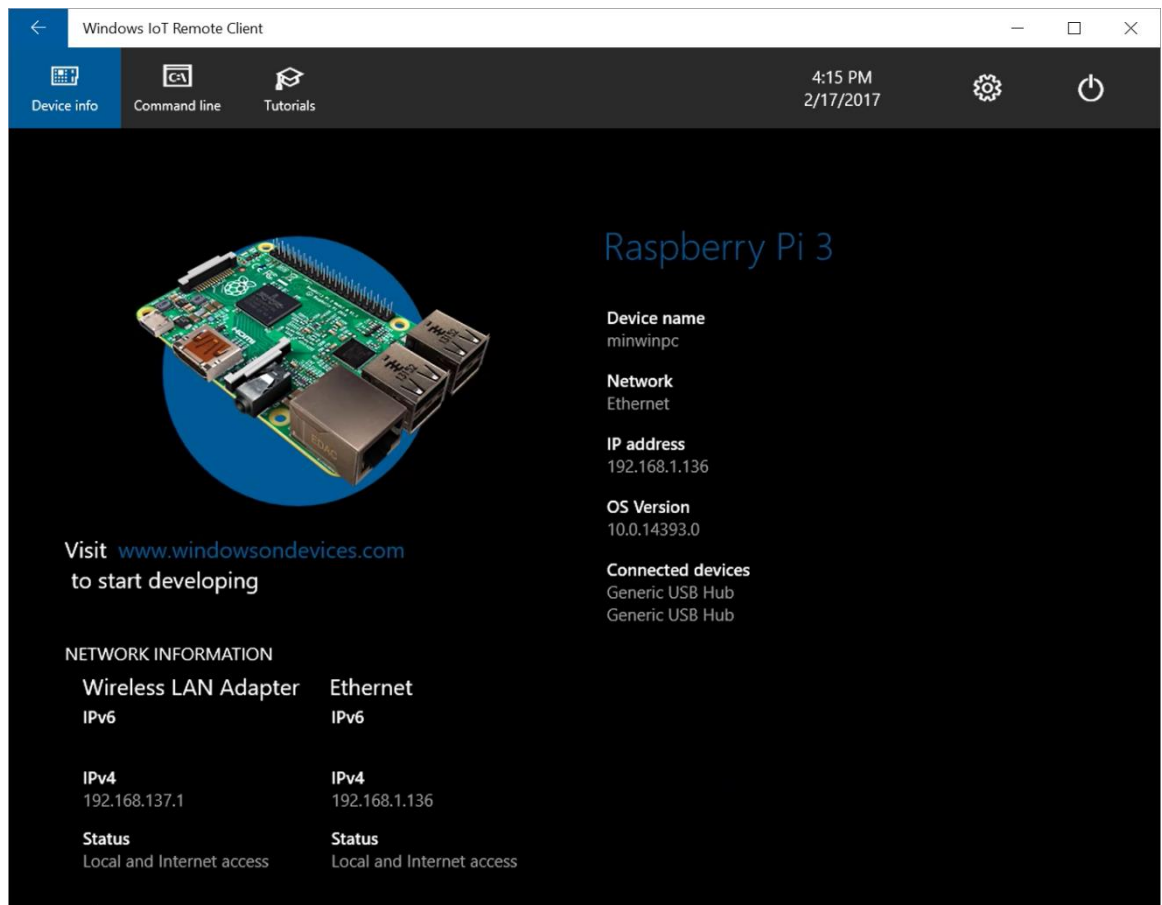 Windows IoT Remote Client
Device info
Command line
Tutorials
4:15 PM
2/17/2017
Raspberry Pi 3
Device name
minwinpc
Network
Ethernet
IP address
192.168.1.136
OS Version
10.0.14393.0
Connected devices
Generic USB Hub
Generic USB Hub
HDMI
EDAC
Visit www.windowsondevices.com
to start developing
NETWORK INFORMATION
Wireless LAN Adapter
IPv6
IPv4
192.168.137.1
Status
Local and Internet access
Ethernet
IPv6
IPv4
192.168.1.136
Status
Local and Internet access